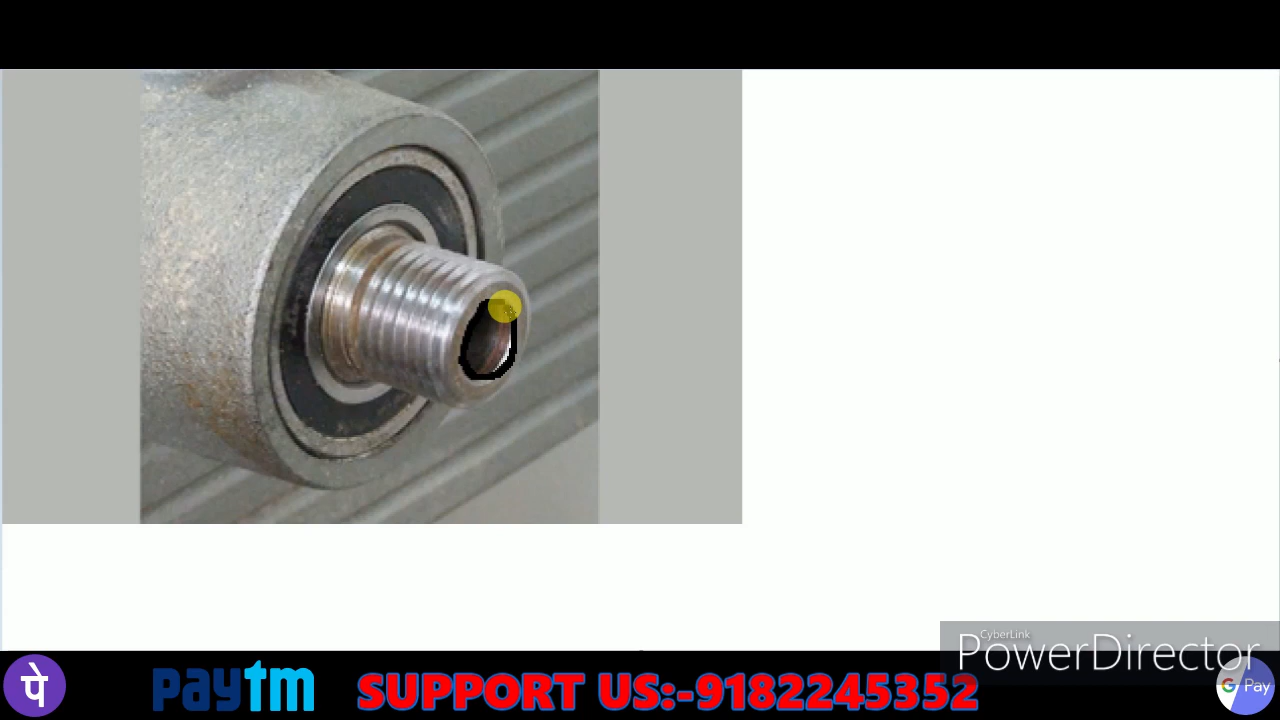 CyberLink
PowerDirector
पे
paytm
SUPPORT US:-9182245352
G Pay